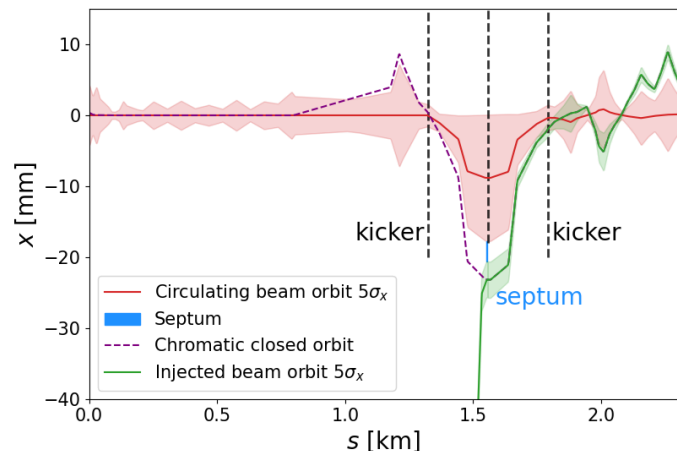 10
0
−10
−20
−30
−40
x [mm]
kicker
kicker
septum
Circulating beam orbit 5σₓ
Septum
Chromatic closed orbit
Injected beam orbit 5σₓ
0.0 0.5 1.0 1.5 2.0
s [km]